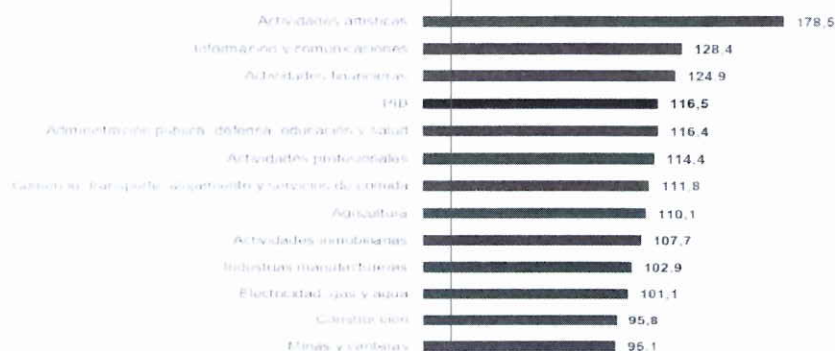 Actividades artísticas 178,5
Información y comunicaciones 128,4
Actividades financieras 124,9
PIB 116,5
Administración pública, defensa, educación y salud 116,4
Actividades profesionales 114,4
Comercio, transporte, alojamiento y servicios de comida 111,8
Agricultura 110,1
Actividades inmobiliarias 107,7
Industrias manufactureras 102,9
Electricidad, gas y agua 101,1
Construcción 95,8
Minas y canteras 95,1